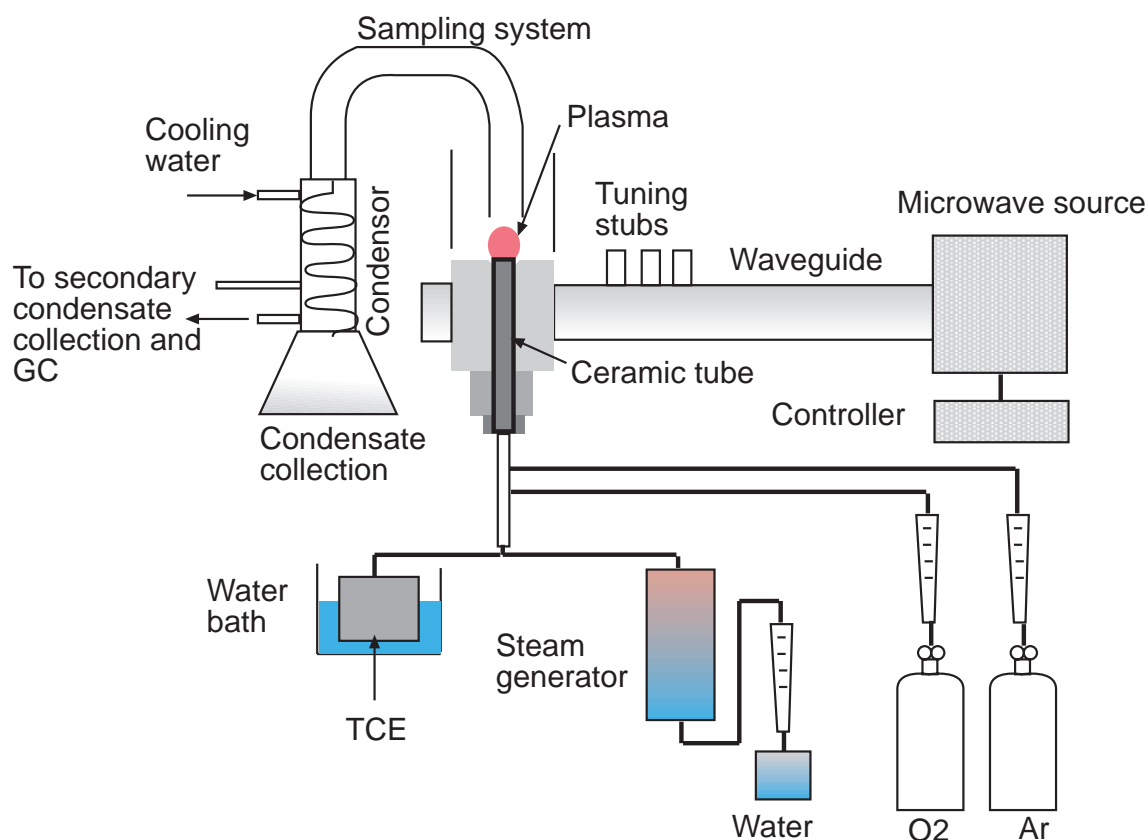 Sampling system
Cooling
water
Plasma
Tuning
stubs
Microwave source
Waveguide
Condensor
To secondary
condensate
collection and
GC
Ceramic tube
Controller
Condensate
collection
Water
bath
Steam
generator
TCE
Water
O2
Ar